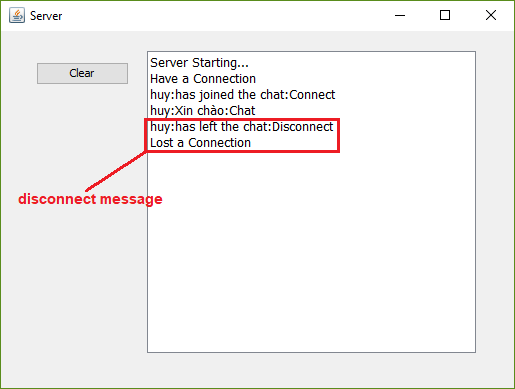 Server
Clear
Server Starting...
Have a Connection
huy:has joined the chat:Connect
huy:Xin chào:Chat
huy:has left the chat:Disconnect
Lost a Connection
disconnect message